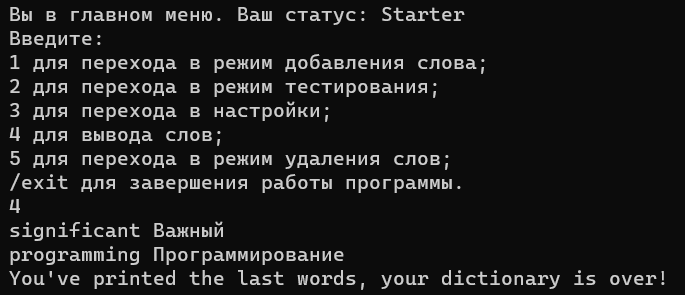 Вы в главном меню. Ваш статус: Starter
Введите:
1 для перехода в режим добавления слова;
2 для перехода в режим тестирования;
3 для перехода в настройки;
4 для вывода слов;
5 для перехода в режим удаления слов;
/exit для завершения работы программы.
4
significant Важный
programming Программирование
You've printed the last words, your dictionary is over!